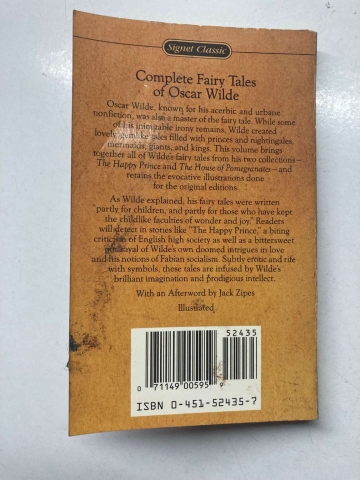 Signet Classic
Complete Fairy Tales
of Oscar Wilde
Oscar Wilde, known for his acerbic and urbane
nonfiction, was also a master of the fairy tale. While some
of his inimitable irony remains, Wilde created
lovely gemlike tales filled with princes and nightingales,
mermaids, giants, and kings. This volume brings
together all of Wilde's fairy tales from his two collections—
The Happy Prince and The House of Pomegranates—and
retains the evocative illustrations done
for the original editions.
As Wilde explained, his fairy tales were written
"partly for children, and partly for those who have kept
the childlike faculties of wonder and joy." Readers
will detect in stories like "The Happy Prince," a biting
criticism of English high society as well as a bittersweet
portrayal of Wilde's own doomed intrigues in love
and his notions of Fabian socialism. Subtly erotic and rife
with symbols, these tales are infused by Wilde's
brilliant imagination and prodigious intellect.
With an Afterword by Jack Zipes
Illustrated
52435
0 71149 00595 9
ISBN 0-451-52435-7